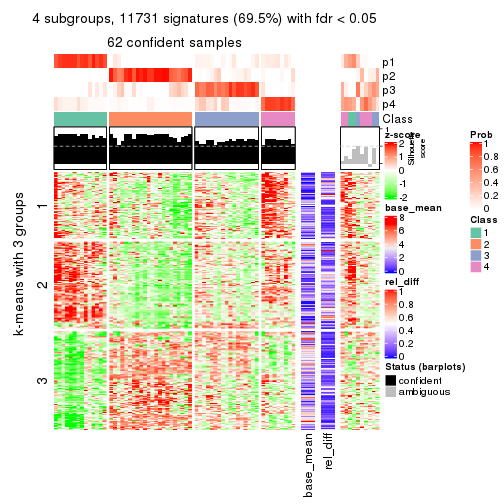 4 subgroups, 11731 signatures (69.5%) with fdr < 0.05
62 confident samples
p1
p2
p3
p4
Class
1
Silhouette
score
k-means with 3 groups
1
2
3
base_mean
rel_diff
z-score
2
1
0
-1
-2
base_mean
8
6
4
2
0
rel_diff
1
0.8
0.6
0.4
0.2
0
Status (barplots)
confident
ambiguous
Prob
1
0.8
0.6
0.4
0.2
0
Class
1
2
3
4